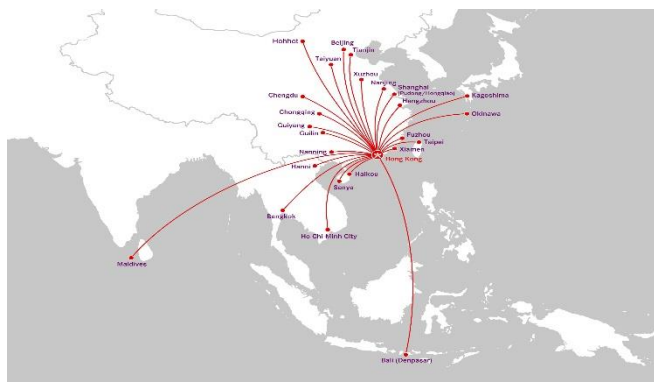 Hohhot
Beijing
Tianjin
Taiyuan
Xuzhou
Nanjing
Shanghai
(Pudong/Hongqiao)
Hangzhou
Chengdu
Kagoshima
Chongqing
Okinawa
Guiyang
Guilin
Fuzhou
Taipei
Xiamen
Nanning
Hong Kong
Hanoi
Haikou
Sanya
Bangkok
Ho Chi Minh City
Maldives
Bali (Denpasar)